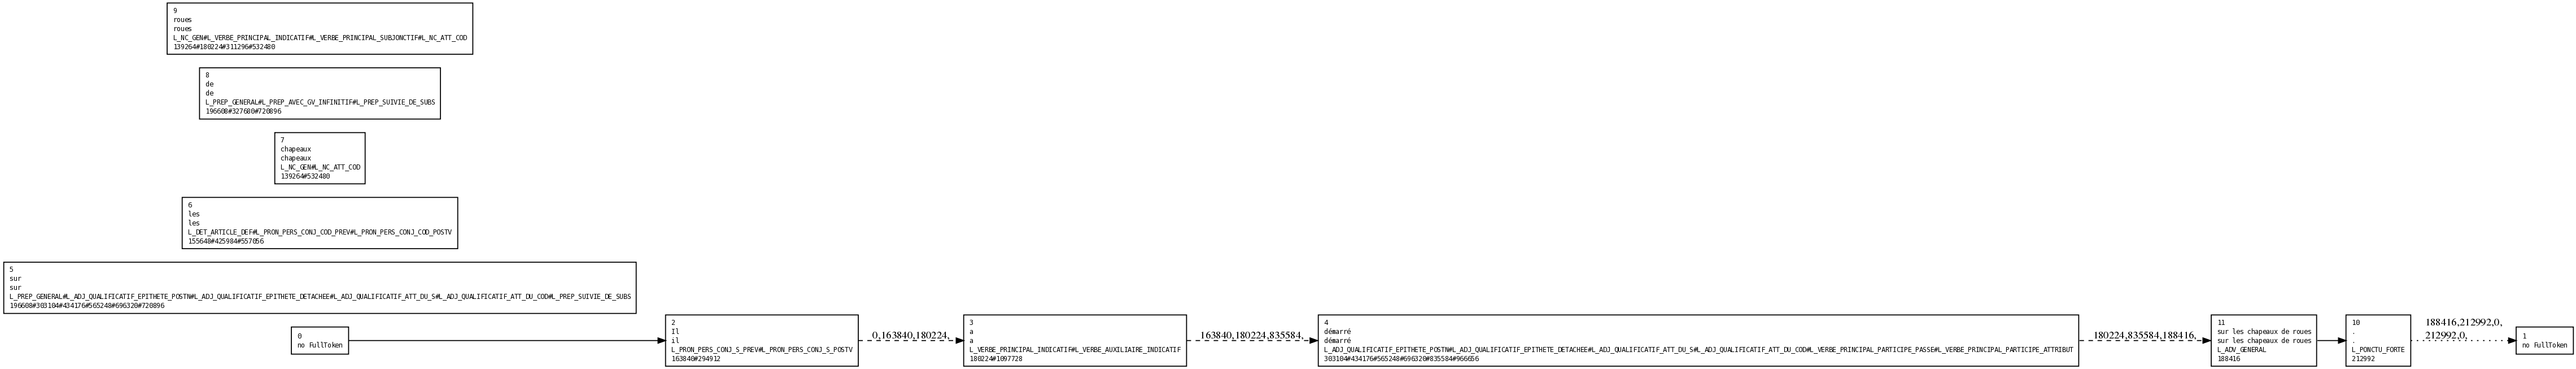 9
roues
roues
L_NC_GEN#L_VERBE_PRINCIPAL_INDICATIF#L_VERBE_PRINCIPAL_SUBJONCTIF#L_NC_ATT_COD
139264#180224#311296#532480
8
de
de
L_PREP_GENERAL#L_PREP_AVEC_GV_INFINITIF#L_PREP_SUIVIE_DE_SUBS
196608#327680#720896
7
chapeaux
chapeaux
L_NC_GEN#L_NC_ATT_COD
139264#532480
6
les
les
L_DET_ARTICLE_DEF#L_PRON_PERS_CONJ_COD_PREV#L_PRON_PERS_CONJ_COD_POSTV
155648#425984#557056
5
sur
sur
L_PREP_GENERAL#L_ADJ_QUALIFICATIF_EPITHETE_POSTN#L_ADJ_QUALIFICATIF_EPITHETE_DETACHEE#L_ADJ_QUALIFICATIF_ATT_DU_S#L_ADJ_QUALIFICATIF_ATT_DU_COD#L_PREP_SUIVIE_DE_SUBS
196608#303104#434176#565248#696320#720896
0
no FullToken
2
Il
il
L_PRON_PERS_CONJ_S_PREV#L_PRON_PERS_CONJ_S_POSTV
163840#294912
0,163840,180224,
3
a
a
L_VERBE_PRINCIPAL_INDICATIF#L_VERBE_AUXILIAIRE_INDICATIF
180224#1097728
163840,180224,835584,
4
démarré
démarré
L_ADJ_QUALIFICATIF_EPITHETE_POSTN#L_ADJ_QUALIFICATIF_EPITHETE_DETACHEE#L_ADJ_QUALIFICATIF_ATT_DU_S#L_ADJ_QUALIFICATIF_ATT_DU_COD#L_VERBE_PRINCIPAL_PARTICIPE_PASSE#L_VERBE_PRINCIPAL_PARTICIPE_ATTRIBUT
303104#434176#565248#696320#835584#966656
180224,835584,188416,
11
sur les chapeaux de roues
sur les chapeaux de roues
L_ADV_GENERAL
188416
10
.
.
L_PONCTU_FORTE
212992
188416,212992,0,
212992,0,
1
no FullToken